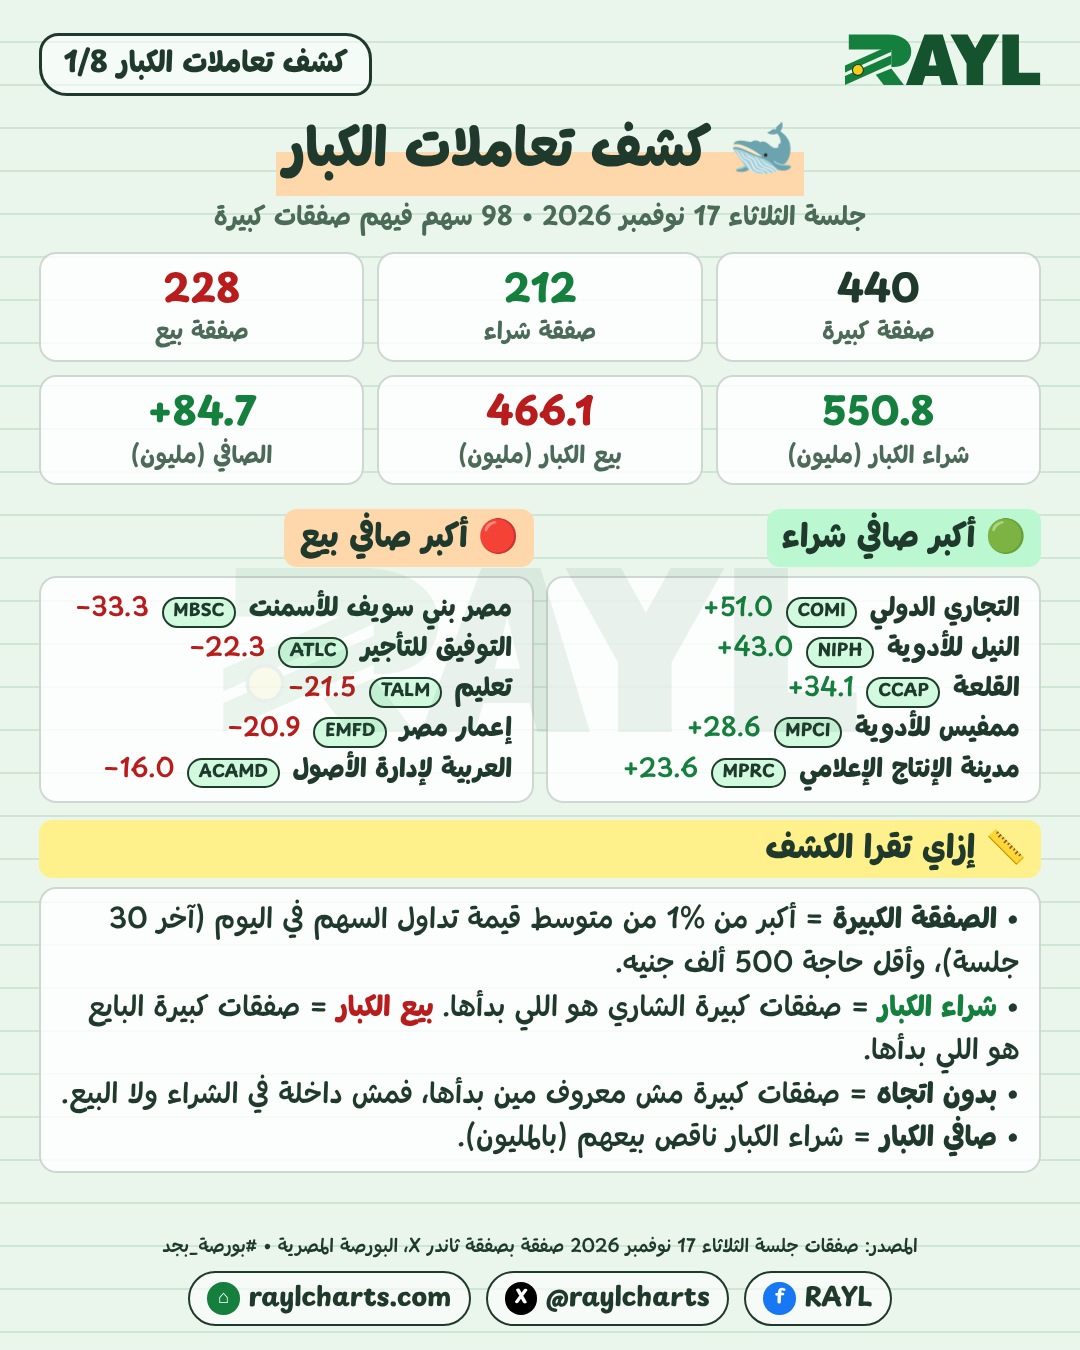 RAYL
كشف تعاملات الكبار 1/8
كشف تعاملات الكبار
جلسة الثلاثاء 17 نوفمبر 2026 • 98 سهم فيهم صفقات كبيرة
440
صفقة كبيرة
212
صفقة شراء
228
صفقة بيع
550.8
شراء الكبار (مليون)
466.1
بيع الكبار (مليون)
+84.7
الصافي (مليون)
أكبر صافي شراء
التجاري الدولي COMI +51.0
النيل للأدوية NIPH +43.0
القلعة CCAP +34.1
ممفيس للأدوية MPCI +28.6
مدينة الإنتاج الإعلامي MPRC +23.6
أكبر صافي بيع
مصر بني سويف للأسمنت MBSC −33.3
التوفيق للتأجير ATLC −22.3
تعليم TALM −21.5
إعمار مصر EMFD −20.9
العربية لإدارة الأصول ACAMD −16.0
RAYL
إزاي تقرا الكشف
• الصفقة الكبيرة = أكبر من 1% من متوسط قيمة تداول السهم في اليوم (آخر 30
جلسة)، وأقل حاجة 500 ألف جنيه.
• شراء الكبار = صفقات كبيرة الشاري هو اللي بدأها. بيع الكبار = صفقات كبيرة البايع
هو اللي بدأها.
• بدون اتجاه = صفقات كبيرة مش معروف مين بدأها، فمش داخلة في الشراء ولا البيع.
• صافي الكبار = شراء الكبار ناقص بيعهم (بالمليون).
المصدر: صفقات جلسة الثلاثاء 17 نوفمبر 2026 صفقة بصفقة ثاندر X، البورصة المصرية • #بورصة_بجد
RAYL
@raylcharts
raylcharts.com